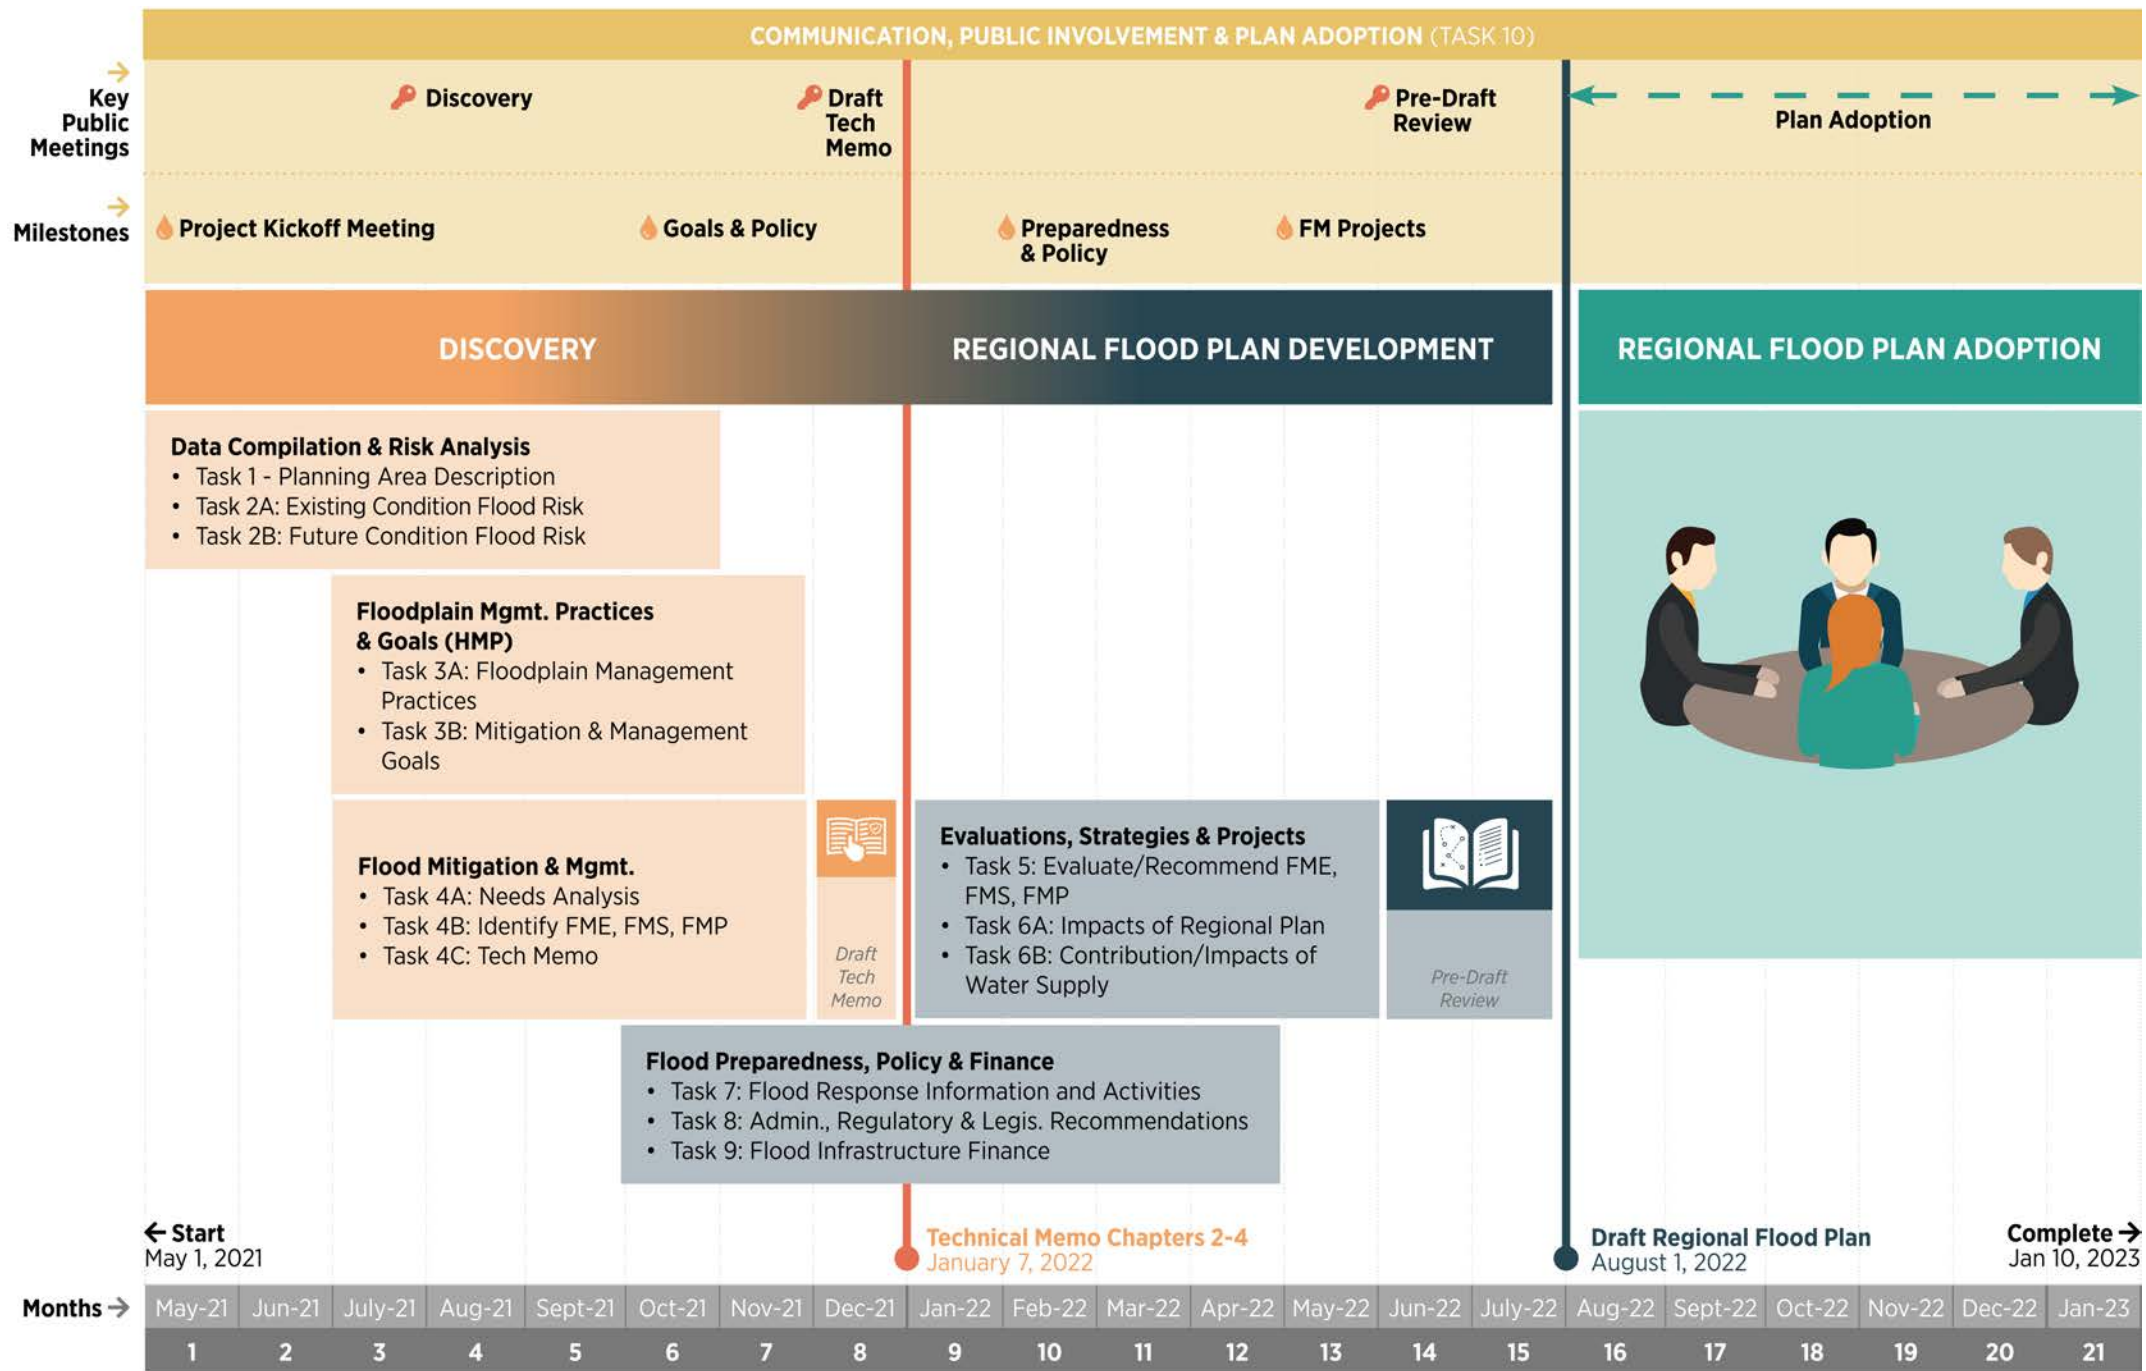 COMMUNICATION, PUBLIC INVOLVEMENT & PLAN ADOPTION (TASK 10)
Key
Public
Meetings
Discovery
Draft
Tech
Memo
Pre-Draft
Review
Plan Adoption
Milestones
Project Kickoff Meeting
Goals & Policy
Preparedness
& Policy
FM Projects
DISCOVERY
REGIONAL FLOOD PLAN DEVELOPMENT
REGIONAL FLOOD PLAN ADOPTION
Data Compilation & Risk Analysis
• Task 1 - Planning Area Description
• Task 2A: Existing Condition Flood Risk
• Task 2B: Future Condition Flood Risk
Floodplain Mgmt. Practices
& Goals (HMP)
• Task 3A: Floodplain Management
Practices
• Task 3B: Mitigation & Management
Goals
Flood Mitigation & Mgmt.
• Task 4A: Needs Analysis
• Task 4B: Identify FME, FMS, FMP
• Task 4C: Tech Memo
Draft
Tech
Memo
Evaluations, Strategies & Projects
• Task 5: Evaluate/Recommend FME,
FMS, FMP
• Task 6A: Impacts of Regional Plan
• Task 6B: Contribution/Impacts of
Water Supply
Pre-Draft
Review
Flood Preparedness, Policy & Finance
• Task 7: Flood Response Information and Activities
• Task 8: Admin., Regulatory & Legis. Recommendations
• Task 9: Flood Infrastructure Finance
← Start
May 1, 2021
Technical Memo Chapters 2-4
January 7, 2022
Draft Regional Flood Plan
August 1, 2022
Complete →
Jan 10, 2023
Months → May-21 Jun-21 July-21 Aug-21 Sept-21 Oct-21 Nov-21 Dec-21 Jan-22 Feb-22 Mar-22 Apr-22 May-22 Jun-22 July-22 Aug-22 Sept-22 Oct-22 Nov-22 Dec-22 Jan-23
1 2 3 4 5 6 7 8 9 10 11 12 13 14 15 16 17 18 19 20 21